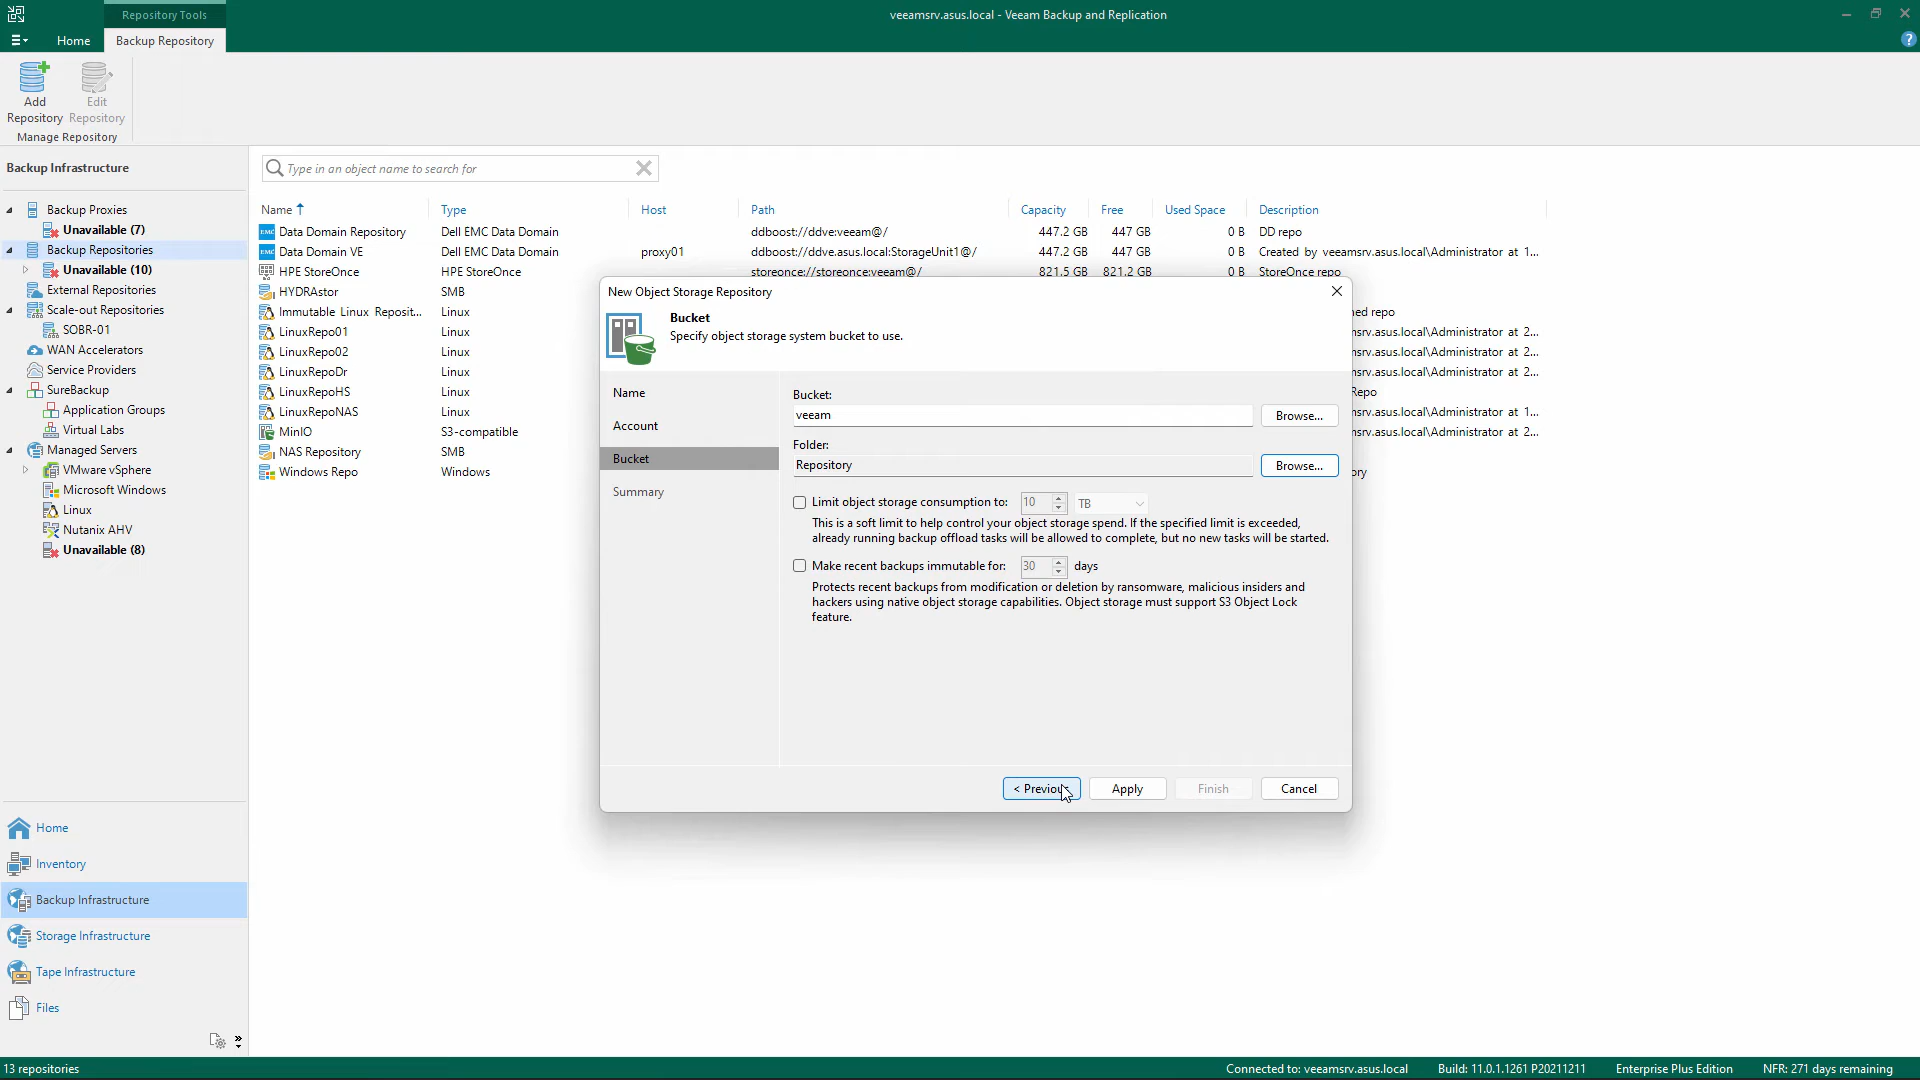 Repository Tools
veeamsrv.asus.local - Veeam Backup and Replication
Home
Backup Repository
Add Repository
Edit Repository
Manage Repository
Backup Infrastructure
Type in an object name to search for
Backup Proxies
Unavailable (7)
Backup Repositories
Unavailable (10)
External Repositories
Scale-out Repositories
SOBR-01
WAN Accelerators
Service Providers
SureBackup
Application Groups
Virtual Labs
Managed Servers
VMware vSphere
Microsoft Windows
Linux
Nutanix AHV
Unavailable (8)
Name Type Host Path Capacity Free Used Space Description
EMC Data Domain Repository Dell EMC Data Domain ddboost://ddve:veeam@/ 447.2 GB 447 GB 0 B DD repo
EMC Data Domain VE Dell EMC Data Domain proxy01 ddboost://ddve.asus.local:StorageUnit1@/ 447.2 GB 447 GB 0 B Created by veeamsrv.asus.local\Administrator at 1...
HPE StoreOnce HPE StoreOnce storeonce://storeonce:veeam@/ 821.5 GB 821.2 GB 0 B StoreOnce repo
HYDRAstor SMB
Immutable Linux Reposit... Linux ned repo
LinuxRepo01 Linux msrv.asus.local\Administrator at 2...
LinuxRepo02 Linux msrv.asus.local\Administrator at 2...
LinuxRepoDr Linux msrv.asus.local\Administrator at 2...
LinuxRepoHS Linux Repo
LinuxRepoNAS Linux msrv.asus.local\Administrator at 1...
MinIO S3-compatible msrv.asus.local\Administrator at 2...
NAS Repository SMB
Windows Repo Windows ory
New Object Storage Repository
Bucket
Specify object storage system bucket to use.
Name
Account
Bucket
Summary
Bucket:
veeam Browse...
Folder:
Repository Browse...
Limit object storage consumption to: 10 TB
This is a soft limit to help control your object storage spend. If the specified limit is exceeded,
already running backup offload tasks will be allowed to complete, but no new tasks will be started.
Make recent backups immutable for: 30 days
Protects recent backups from modification or deletion by ransomware, malicious insiders and
hackers using native object storage capabilities. Object storage must support S3 Object Lock
feature.
< Previous Apply Finish Cancel
Home
Inventory
Backup Infrastructure
Storage Infrastructure
Tape Infrastructure
Files
13 repositories
Connected to: veeamsrv.asus.local Build: 11.0.1.1261 P20211211 Enterprise Plus Edition NFR: 271 days remaining